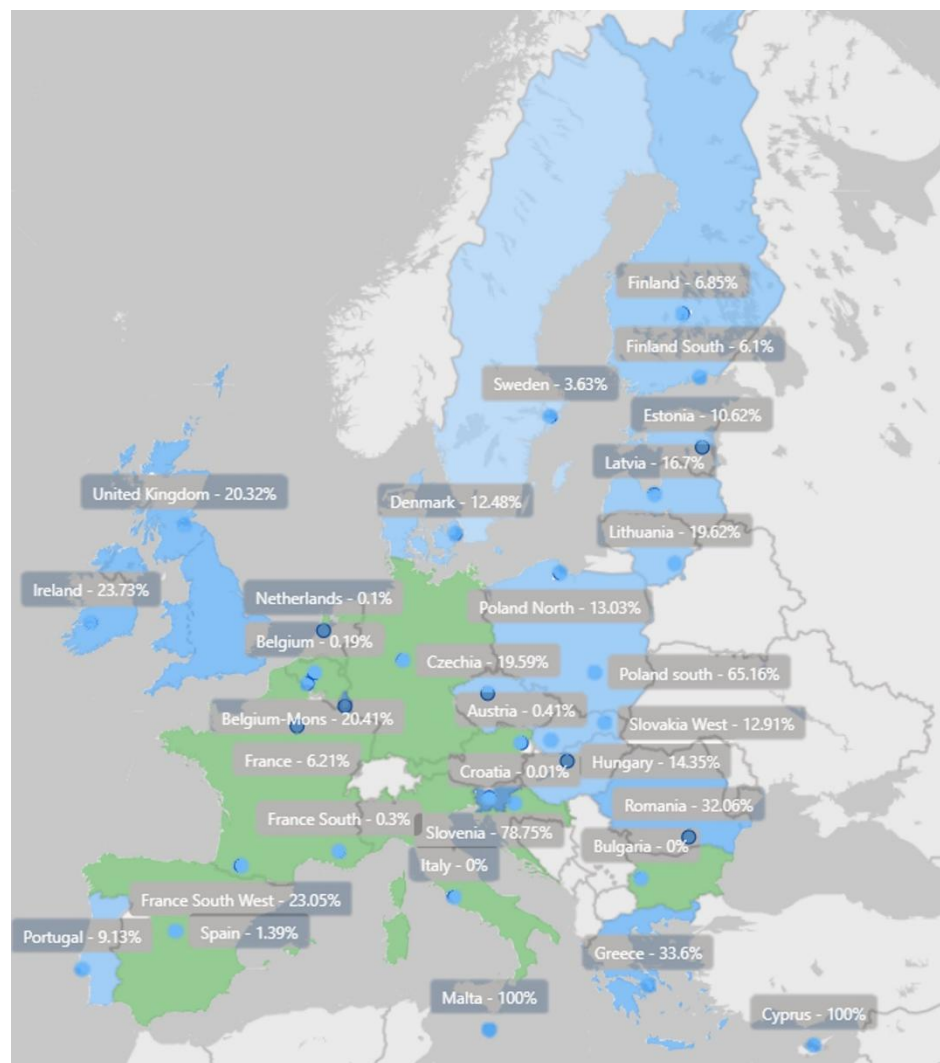 Finland - 6.85%
Finland South - 6.1%
Sweden - 3.63%
Estonia - 10.62%
Latvia - 16.7%
United Kingdom - 20.32%
Denmark - 12.48%
Lithuania - 19.62%
Ireland - 23.73%
Netherlands - 0.1%
Poland North - 13.03%
Belgium - 0.19%
Czechia - 19.59%
Poland south - 65.16%
Belgium-Mons - 20.41%
Austria - 0.41%
Slovakia West - 12.91%
France - 6.21%
Croatia - 0.01%
Hungary - 14.35%
Romania - 32.06%
France South - 0.3%
Slovenia - 78.75%
Bulgaria - 0%
Italy - 0%
France South West - 23.05%
Portugal - 9.13%
Spain - 1.39%
Greece - 33.6%
Malta - 100%
Cyprus - 100%